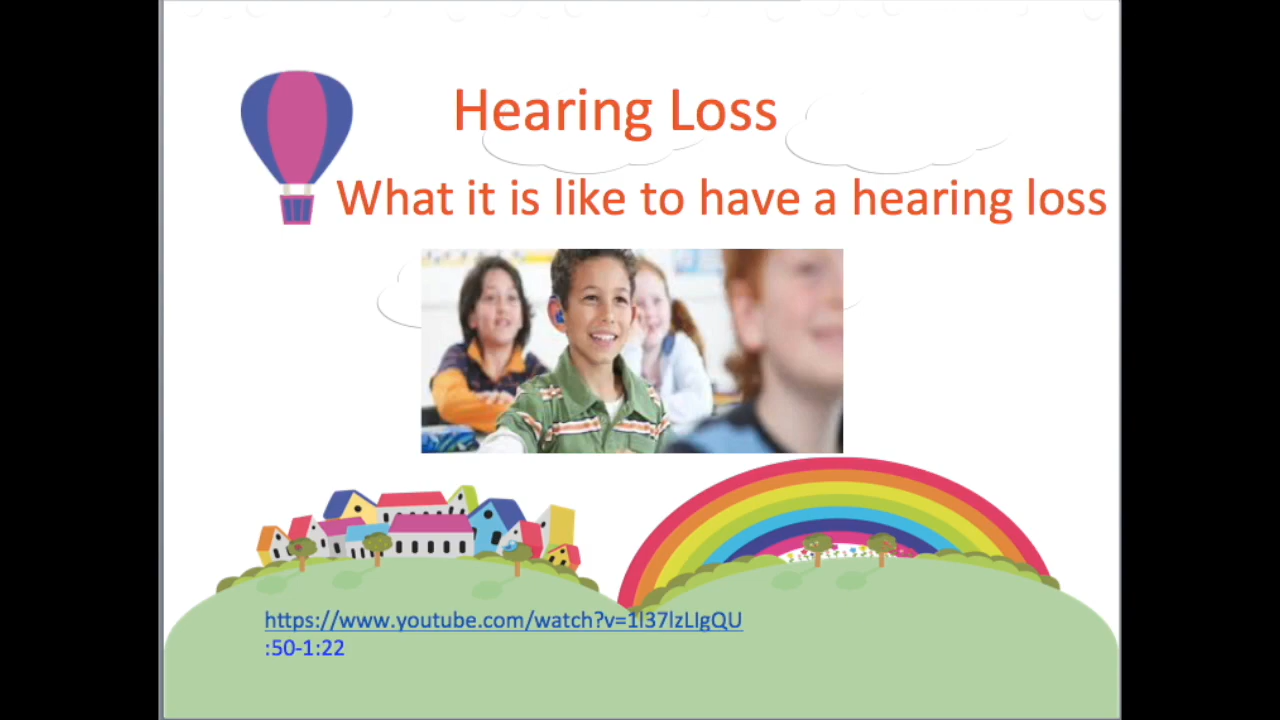 Hearing Loss
What it is like to have a hearing loss
https://www.youtube.com/watch?v=1l37lzLIgQU
:50-1:22